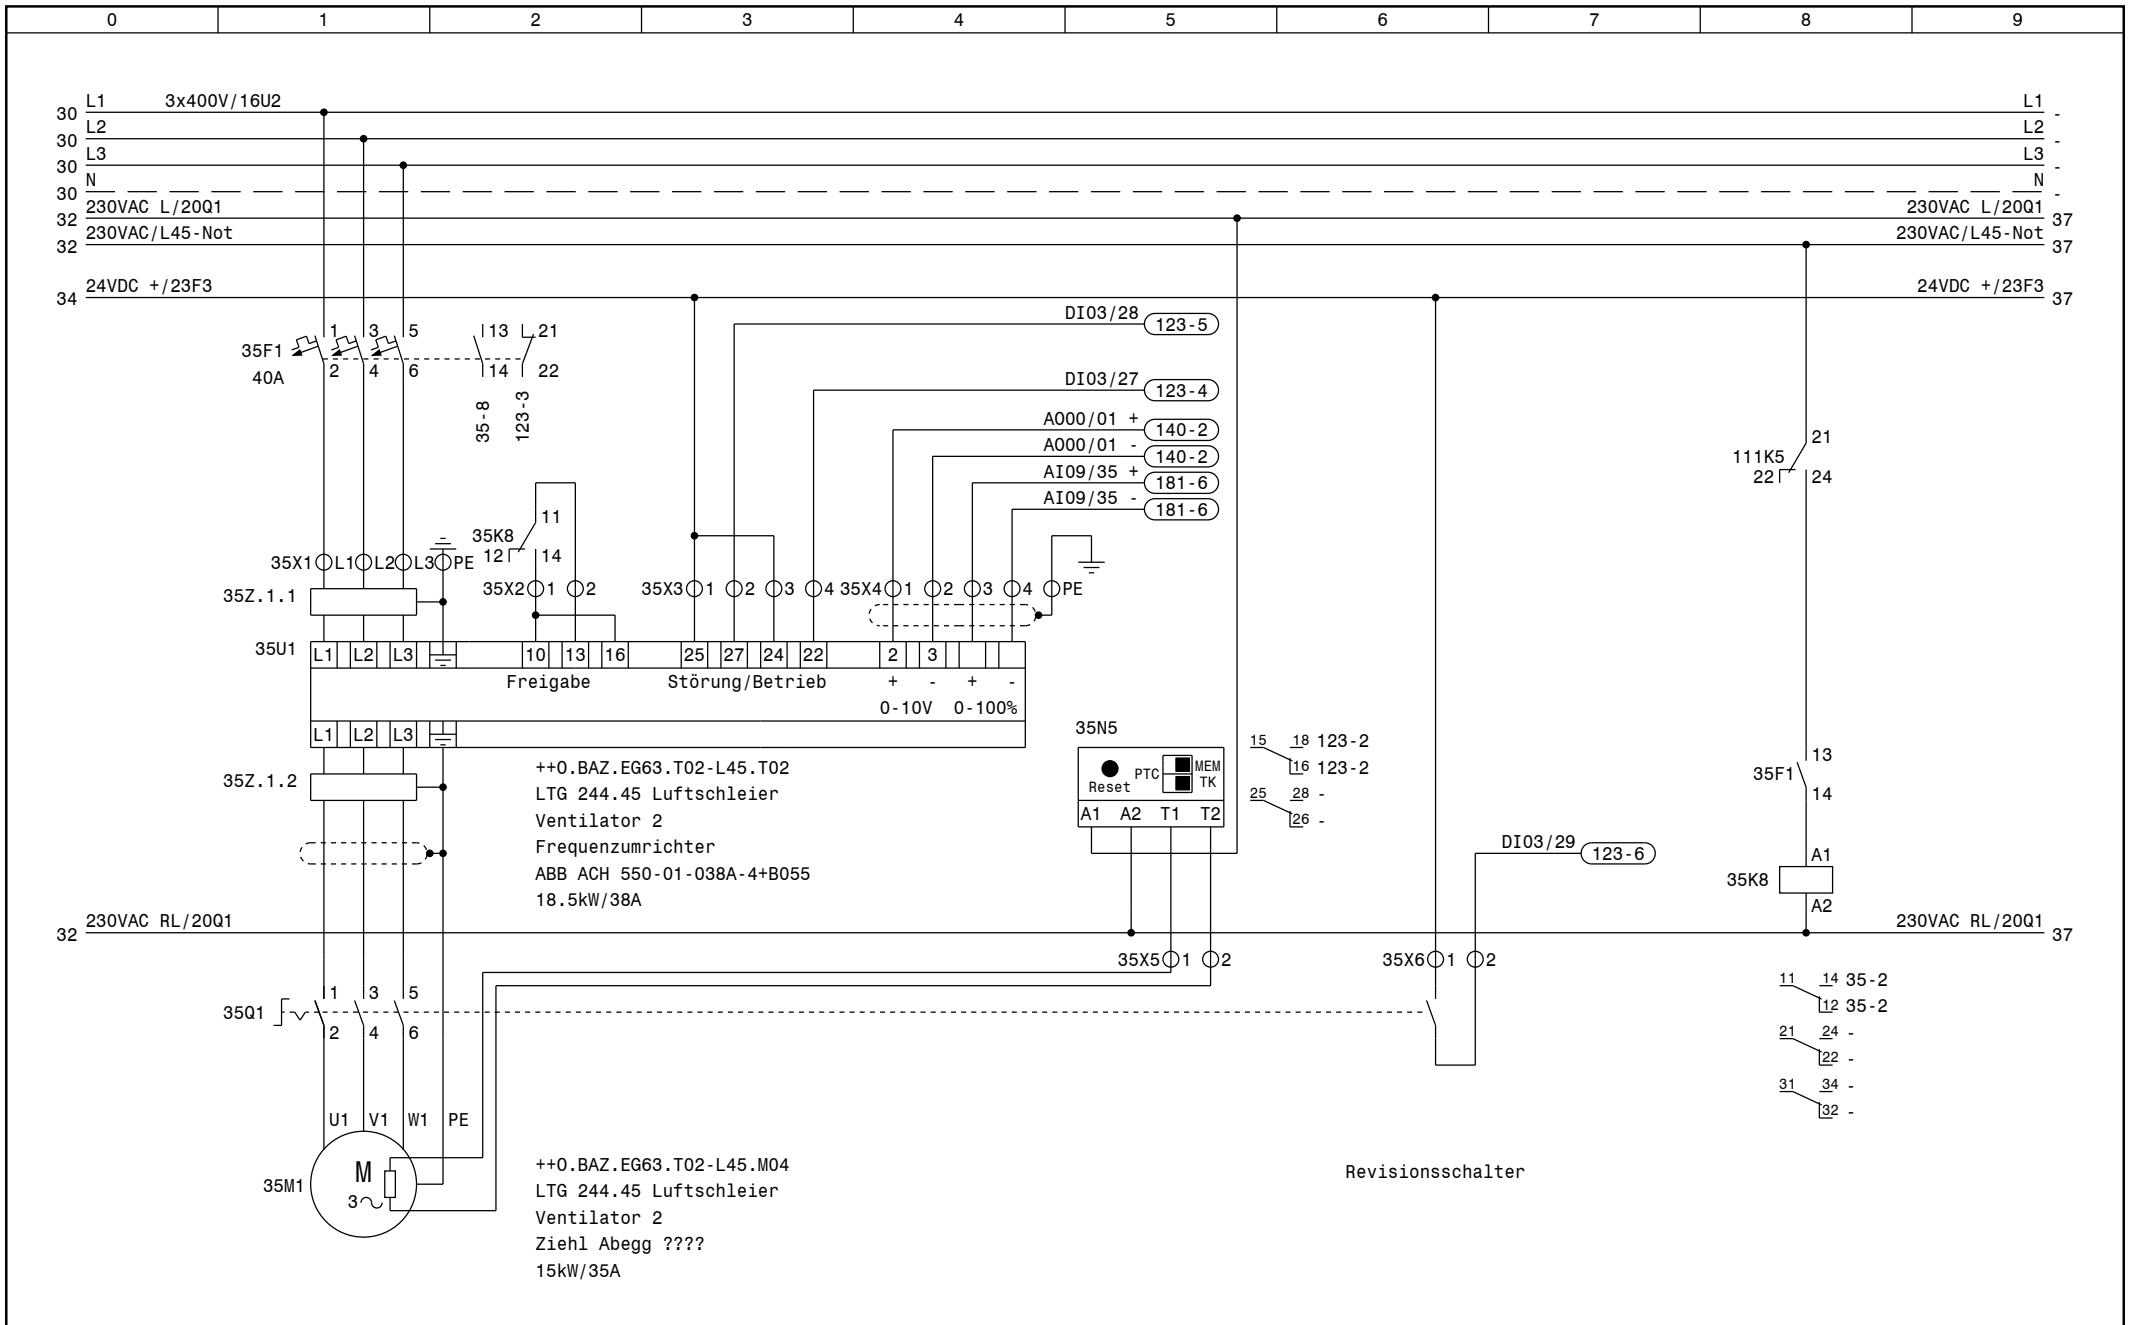 0 1 2 3 4 5 6 7 8 9
L1 3x400V/16U2 L1
30 -
L2 L2
30 -
L3 L3
30 -
N N
30 -
230VAC L/20Q1 230VAC L/20Q1
32 37
230VAC/L45-Not 230VAC/L45-Not
32 37
24VDC +/23F3 24VDC +/23F3
34 37
DI03/28 123-5
1 3 5 13 21
35F1
2 4 6 14 22
40A
35-8 123-3
DI03/27 123-4
AO00/01 + 140-2
AO00/01 - 140-2
AI09/35 + 181-6
AI09/35 - 181-6
21
111K5
22 24
11
35K8
12 14
35X1 L1 L2 L3 PE
35X2 1 2 35X3 1 2 3 4 35X4 1 2 3 4 PE
35Z.1.1
35U1 L1 L2 L3 10 13 16 25 27 24 22 2 3
Freigabe Störung/Betrieb + - + -
0-10V 0-100%
L1 L2 L3
35N5
PTC MEM
Reset TK
A1 A2 T1 T2
15 18 123-2
16 123-2
25 28 -
26 -
35Z.1.2
++0.BAZ.EG63.T02-L45.T02
LTG 244.45 Luftschleier
Ventilator 2
Frequenzumrichter
ABB ACH 550-01-038A-4+B055
18.5kW/38A
13
35F1
14
DI03/29 123-6
A1
35K8
A2
230VAC RL/20Q1 230VAC RL/20Q1
32 37
35X5 1 2 35X6 1 2
1 3 5
35Q1
2 4 6
11 14 35-2
12 35-2
21 24 -
22 -
31 34 -
32 -
U1 V1 W1 PE
M
3
35M1
++0.BAZ.EG63.T02-L45.M04
LTG 244.45 Luftschleier
Ventilator 2
Ziehl Abegg ????
15kW/35A
Revisionsschalter